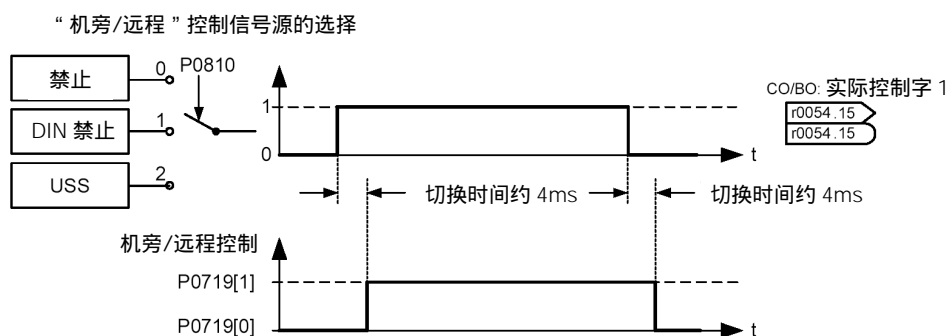 “ 机旁/远程 ” 控制信号源的选择
禁止
0
P0810
DIN 禁止
1
USS
2
1
0
t
CO/BO: 实际控制字 1
r0054 .15
r0054 .15
切换时间约 4ms
切换时间约 4ms
机旁/远程控制
P0719[1]
P0719[0]
t